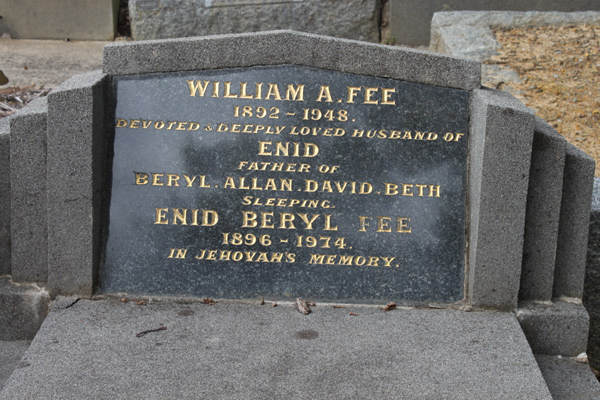 WILLIAM A. FEE
1892 - 1948.
DEVOTED & DEEPLY LOVED HUSBAND OF
ENID
FATHER OF
BERYL. ALLAN. DAVID. BETH
SLEEPING.
ENID BERYL FEE
1896 - 1974.
IN JEHOVAH'S MEMORY.